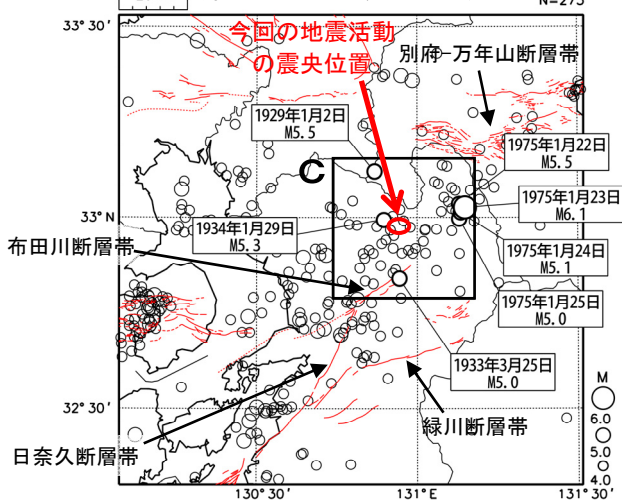 N=273
33°30'
今回の地震活動
の震央位置
別府-万年山断層帯
1929年1月2日
M5.5
1975年1月22日
M5.5
C
1975年1月23日
M6.1
33°N
1934年1月29日
M5.3
1975年1月24日
M5.1
布田川断層帯
1975年1月25日
M5.0
1933年3月25日
M5.0
M
6.0
5.0
4.0
32°30'
緑川断層帯
日奈久断層帯
130°30'
131°E
131°30'